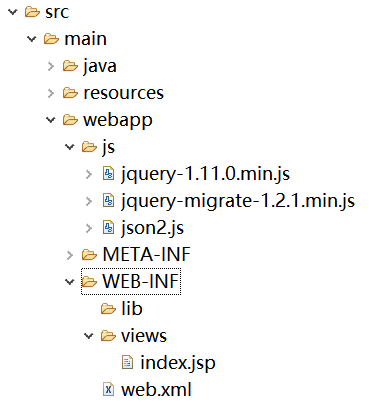 src
main
java
resources
webapp
js
jquery-1.11.0.min.js
jquery-migrate-1.2.1.min.js
json2.js
META-INF
WEB-INF
lib
views
index.jsp
web.xml